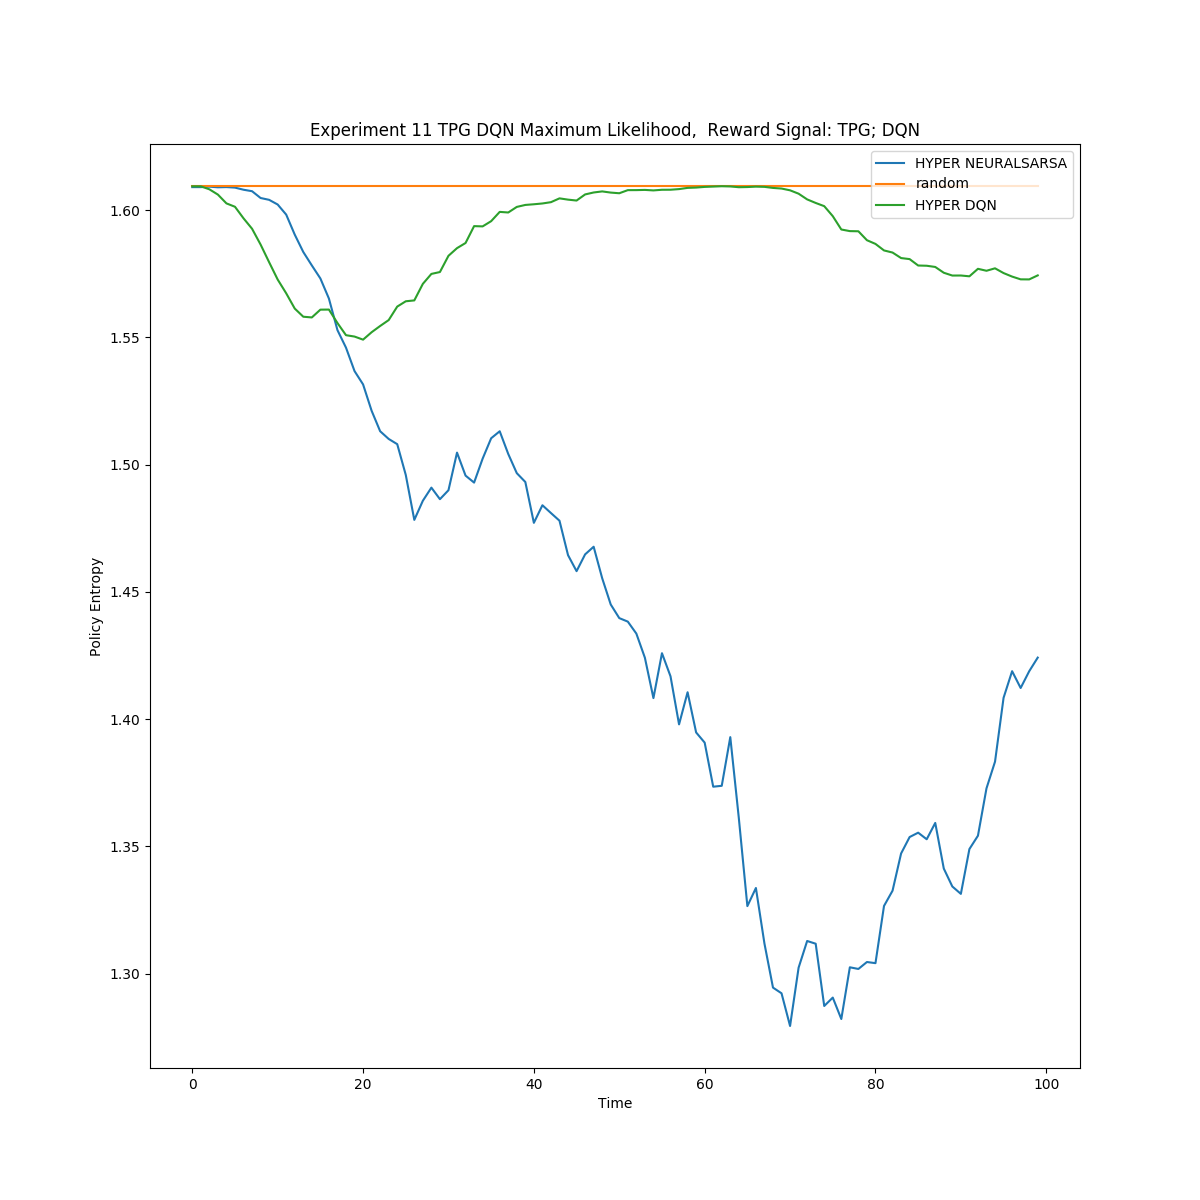 Experiment 11 TPG DQN Maximum Likelihood,  Reward Signal: TPG; DQN
HYPER NEURALSARSA
random
HYPER DQN
1.60
1.55
1.50
1.45
1.40
1.35
1.30
Policy Entropy
0 20 40 60 80 100
Time